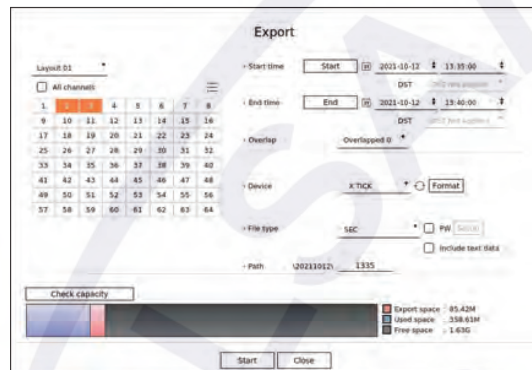 Export
Layout 01
All channels
1 2 3 4 5 6 7 8
9 10 11 12 13 14 15 16
17 18 19 20 21 22 23 24
25 26 27 28 29 30 31 32
33 34 35 36 37 38 39 40
41 42 43 44 45 46 47 48
49 50 51 52 53 54 55 56
57 58 59 60 61 62 63 64
Start time Start 2021-10-12 13:35:00
DST
End time End 2021-10-12 13:40:00
DST
Overlap Overlapped 0
Device X TICK Format
File type SEC PW
Include text data
Path \20211012\ 1335
Check capacity
Export space : 85.42M
Used space : 358.61M
Free space : 1.63G
Start Close